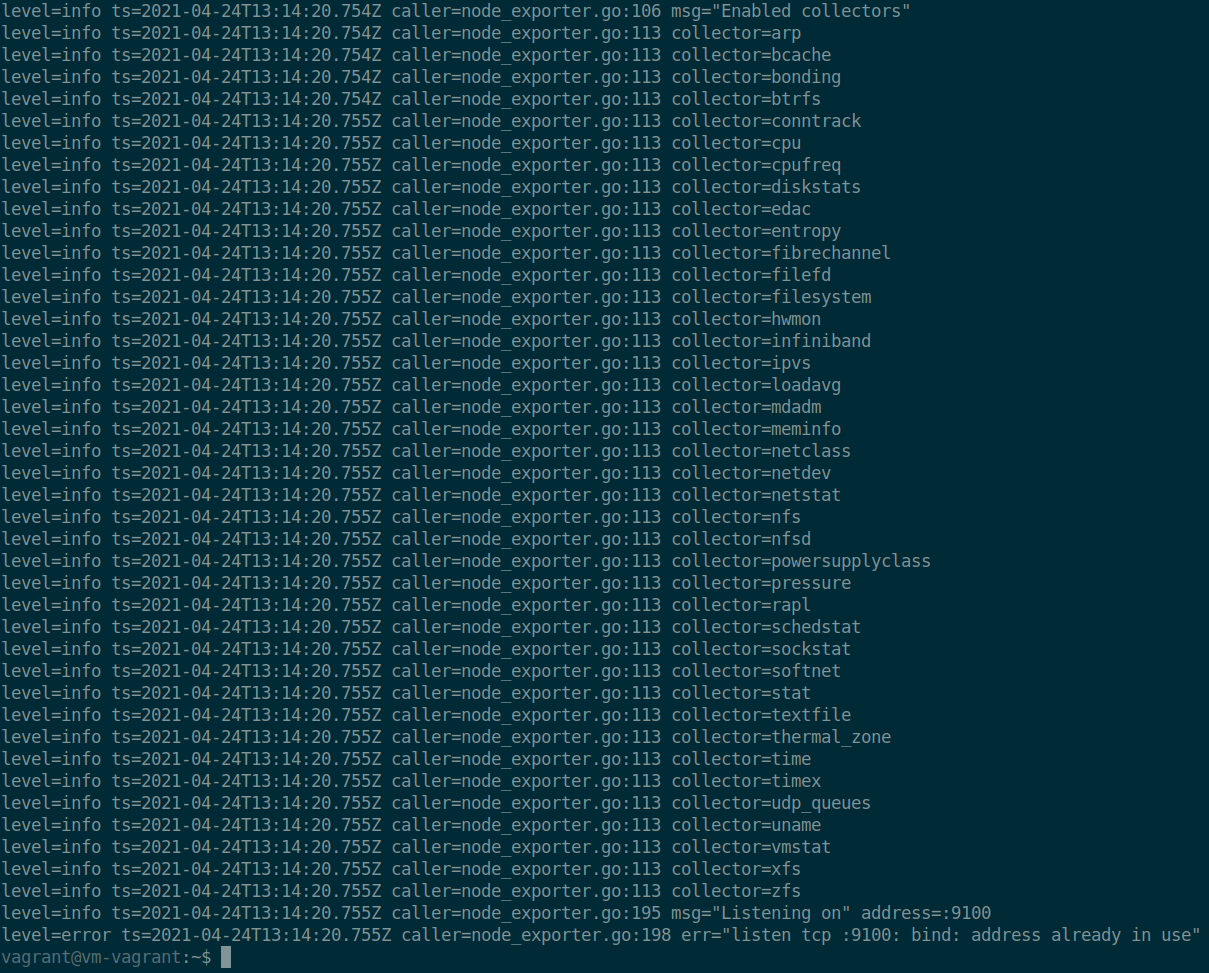 level=info ts=2021-04-24T13:14:20.754Z caller=node_exporter.go:106 msg="Enabled collectors"
level=info ts=2021-04-24T13:14:20.754Z caller=node_exporter.go:113 collector=arp
level=info ts=2021-04-24T13:14:20.754Z caller=node_exporter.go:113 collector=bcache
level=info ts=2021-04-24T13:14:20.754Z caller=node_exporter.go:113 collector=bonding
level=info ts=2021-04-24T13:14:20.754Z caller=node_exporter.go:113 collector=btrfs
level=info ts=2021-04-24T13:14:20.755Z caller=node_exporter.go:113 collector=conntrack
level=info ts=2021-04-24T13:14:20.755Z caller=node_exporter.go:113 collector=cpu
level=info ts=2021-04-24T13:14:20.755Z caller=node_exporter.go:113 collector=cpufreq
level=info ts=2021-04-24T13:14:20.755Z caller=node_exporter.go:113 collector=diskstats
level=info ts=2021-04-24T13:14:20.755Z caller=node_exporter.go:113 collector=edac
level=info ts=2021-04-24T13:14:20.755Z caller=node_exporter.go:113 collector=entropy
level=info ts=2021-04-24T13:14:20.755Z caller=node_exporter.go:113 collector=fibrechannel
level=info ts=2021-04-24T13:14:20.755Z caller=node_exporter.go:113 collector=filefd
level=info ts=2021-04-24T13:14:20.755Z caller=node_exporter.go:113 collector=filesystem
level=info ts=2021-04-24T13:14:20.755Z caller=node_exporter.go:113 collector=hwmon
level=info ts=2021-04-24T13:14:20.755Z caller=node_exporter.go:113 collector=infiniband
level=info ts=2021-04-24T13:14:20.755Z caller=node_exporter.go:113 collector=ipvs
level=info ts=2021-04-24T13:14:20.755Z caller=node_exporter.go:113 collector=loadavg
level=info ts=2021-04-24T13:14:20.755Z caller=node_exporter.go:113 collector=mdadm
level=info ts=2021-04-24T13:14:20.755Z caller=node_exporter.go:113 collector=meminfo
level=info ts=2021-04-24T13:14:20.755Z caller=node_exporter.go:113 collector=netclass
level=info ts=2021-04-24T13:14:20.755Z caller=node_exporter.go:113 collector=netdev
level=info ts=2021-04-24T13:14:20.755Z caller=node_exporter.go:113 collector=netstat
level=info ts=2021-04-24T13:14:20.755Z caller=node_exporter.go:113 collector=nfs
level=info ts=2021-04-24T13:14:20.755Z caller=node_exporter.go:113 collector=nfsd
level=info ts=2021-04-24T13:14:20.755Z caller=node_exporter.go:113 collector=powersupplyclass
level=info ts=2021-04-24T13:14:20.755Z caller=node_exporter.go:113 collector=pressure
level=info ts=2021-04-24T13:14:20.755Z caller=node_exporter.go:113 collector=rapl
level=info ts=2021-04-24T13:14:20.755Z caller=node_exporter.go:113 collector=schedstat
level=info ts=2021-04-24T13:14:20.755Z caller=node_exporter.go:113 collector=sockstat
level=info ts=2021-04-24T13:14:20.755Z caller=node_exporter.go:113 collector=softnet
level=info ts=2021-04-24T13:14:20.755Z caller=node_exporter.go:113 collector=stat
level=info ts=2021-04-24T13:14:20.755Z caller=node_exporter.go:113 collector=textfile
level=info ts=2021-04-24T13:14:20.755Z caller=node_exporter.go:113 collector=thermal_zone
level=info ts=2021-04-24T13:14:20.755Z caller=node_exporter.go:113 collector=time
level=info ts=2021-04-24T13:14:20.755Z caller=node_exporter.go:113 collector=timex
level=info ts=2021-04-24T13:14:20.755Z caller=node_exporter.go:113 collector=udp_queues
level=info ts=2021-04-24T13:14:20.755Z caller=node_exporter.go:113 collector=uname
level=info ts=2021-04-24T13:14:20.755Z caller=node_exporter.go:113 collector=vmstat
level=info ts=2021-04-24T13:14:20.755Z caller=node_exporter.go:113 collector=xfs
level=info ts=2021-04-24T13:14:20.755Z caller=node_exporter.go:113 collector=zfs
level=info ts=2021-04-24T13:14:20.755Z caller=node_exporter.go:195 msg="Listening on" address=:9100
level=error ts=2021-04-24T13:14:20.755Z caller=node_exporter.go:198 err="listen tcp :9100: bind: address already in use"
vagrant@vm-vagrant:~$